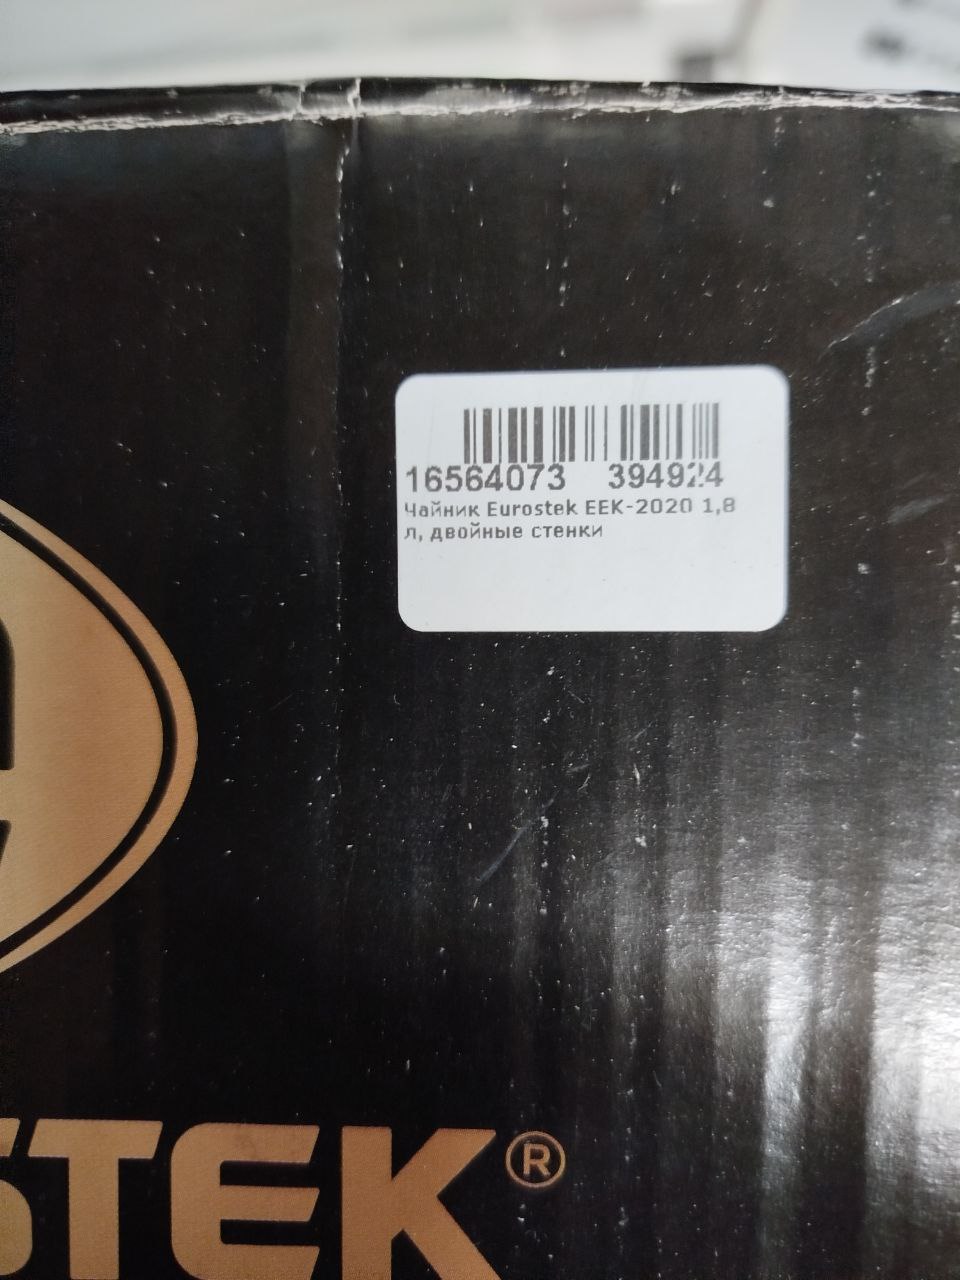 16564073 394924
Чайник Eurostek EEK-2020 1,8
л, двойные стенки
STEK®